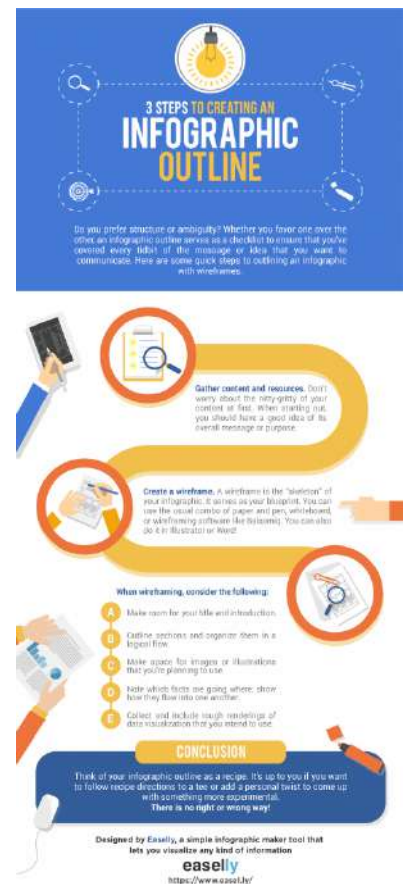 3 STEPS TO CREATING AN
INFOGRAPHIC
OUTLINE
Do you prefer structure or ambiguity? Whether you favor one over the
other, an infographic outline serves as a checklist to ensure that you've
covered every tidbit of the message or idea that you want to
communicate. Here are some quick steps to outlining an infographic
with wireframes.
Gather content and resources. Don't
worry about the nitty-gritty of your
content at first. When starting out,
you should have a good idea of its
overall message or purpose.
Create a wireframe. A wireframe is the "skeleton" of
your infographic. It serves as your blueprint. You can
use the usual combo of paper and pen, whiteboard,
or wireframing software like Balsamiq. You can also
do it in Illustrator or Word!
When wireframing, consider the following:
A Make room for your title and introduction.
B Outline sections and organize them in a
logical flow.
C Make space for images or illustrations
that you're planning to use.
D Note which facts are going where, show
how they flow into one another.
E Collect and include rough renderings of
data visualization that you intend to use.
CONCLUSION
Think of your infographic outline as a recipe. It's up to you if you want
to follow recipe directions to a tee or add a personal twist to come up
with something more experimental.
There is no right or wrong way!
Designed by Easelly, a simple infographic maker tool that
lets you visualize any kind of information
easelly
https://www.easel.ly/